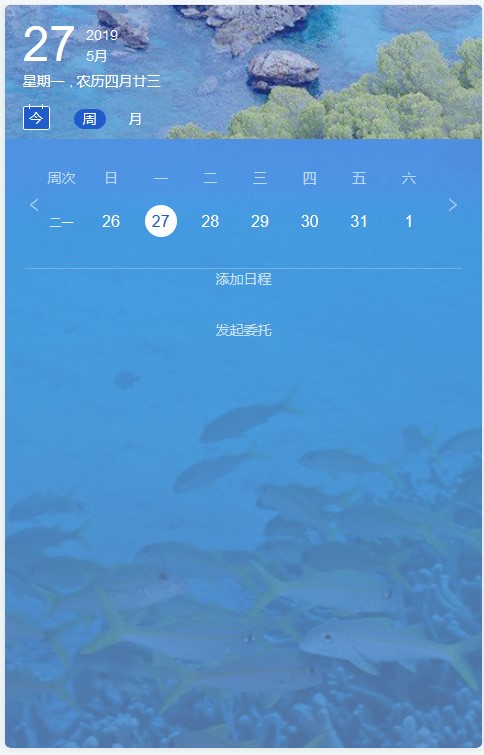 27 2019
5月
星期一 , 农历四月廿三
今 周 月
周次 日 一 二 三 四 五 六
二一 26 27 28 29 30 31 1
添加日程
发起委托